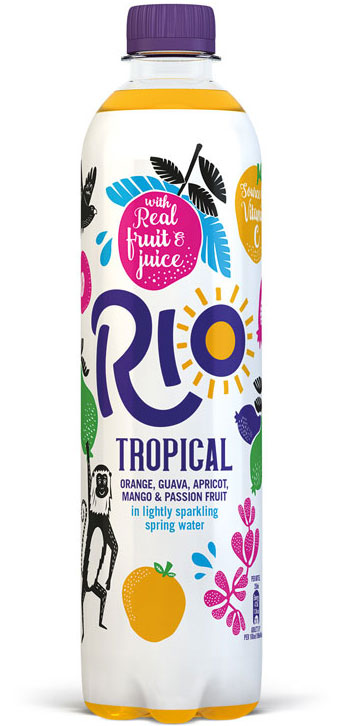 with
Real
fruit &
juice
Source
Vitamin
C
RIO
TROPICAL
ORANGE, GUAVA, APRICOT,
MANGO & PASSION FRUIT
in lightly sparkling
spring water